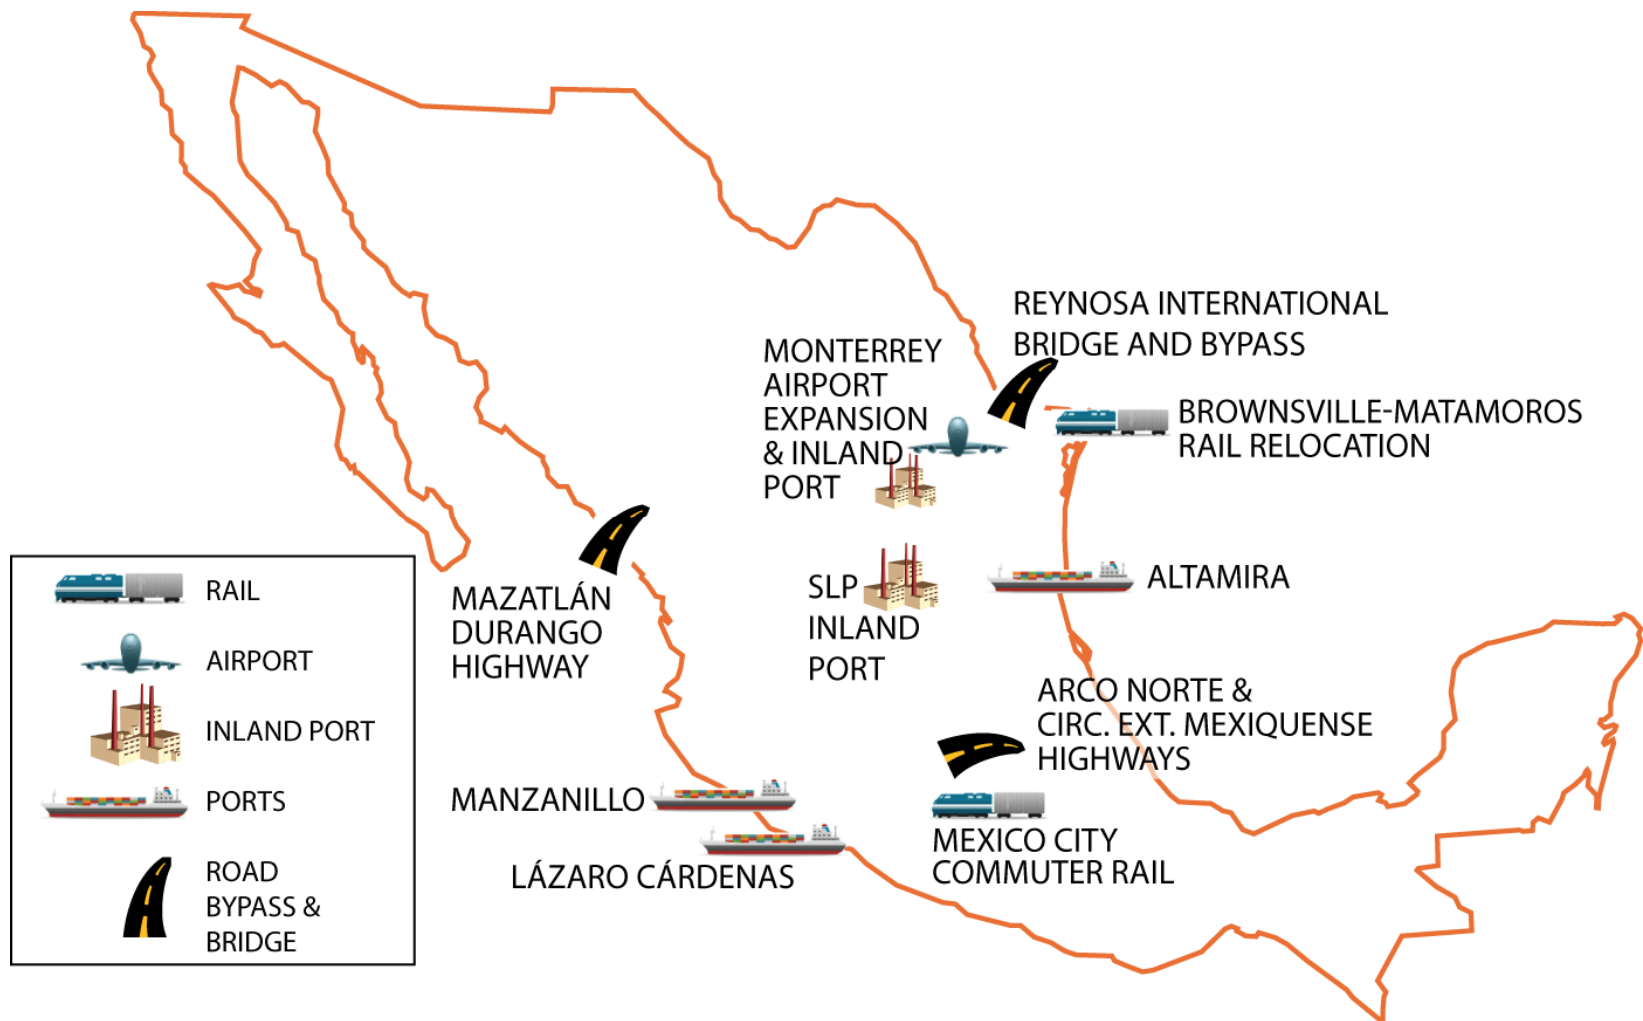 REYNOSA INTERNATIONAL
BRIDGE AND BYPASS
MONTERREY
AIRPORT
EXPANSION
& INLAND
PORT
BROWNSVILLE-MATAMOROS
RAIL RELOCATION
SLP
INLAND
PORT
ALTAMIRA
MAZATLÁN
DURANGO
HIGHWAY
ARCO NORTE &
CIRC. EXT. MEXIQUENSE
HIGHWAYS
MANZANILLO
LÁZARO CÁRDENAS
MEXICO CITY
COMMUTER RAIL
RAIL
AIRPORT
INLAND PORT
PORTS
ROAD
BYPASS &
BRIDGE